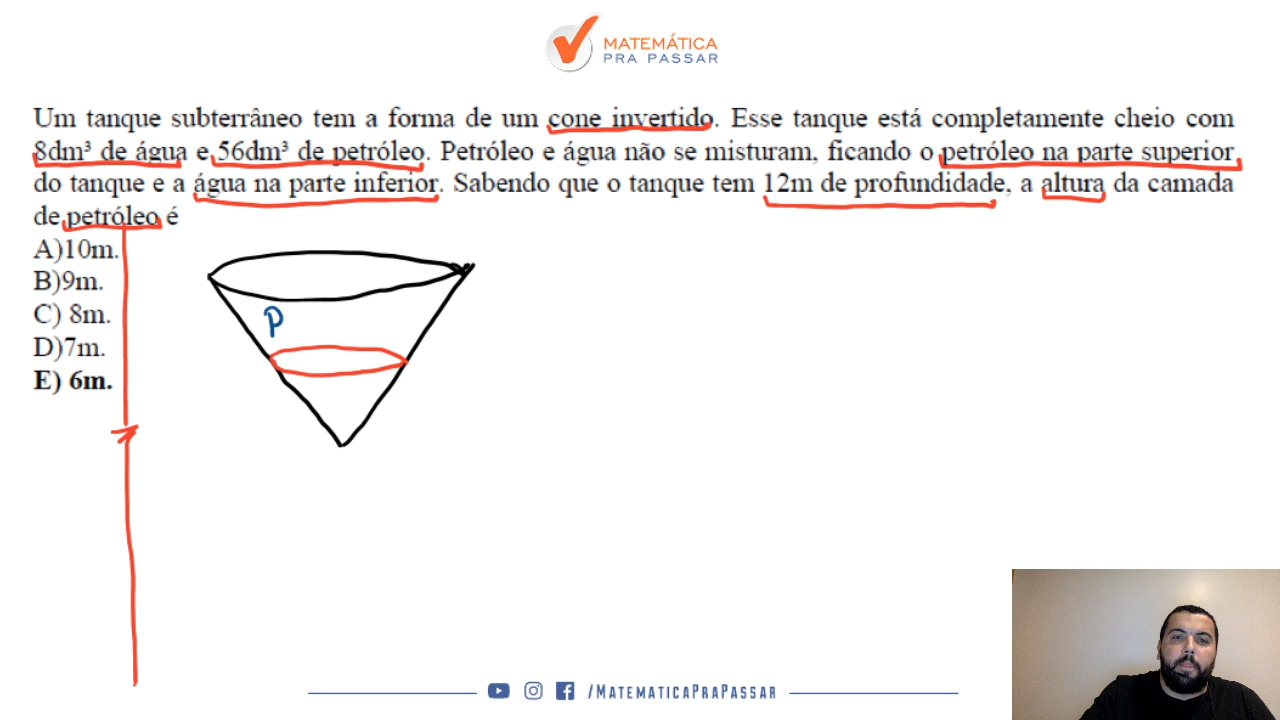 MATEMÁTICA
PRA PASSAR
Um tanque subterrâneo tem a forma de um cone invertido. Esse tanque está completamente cheio com
8dm³ de água e 56dm³ de petróleo. Petróleo e água não se misturam, ficando o petróleo na parte superior
do tanque e a água na parte inferior. Sabendo que o tanque tem 12m de profundidade, a altura da camada
de petróleo é
A)10m.
B)9m.
C) 8m.
D)7m.
E) 6m.
P
/MATEMATICAPRAPASSAR